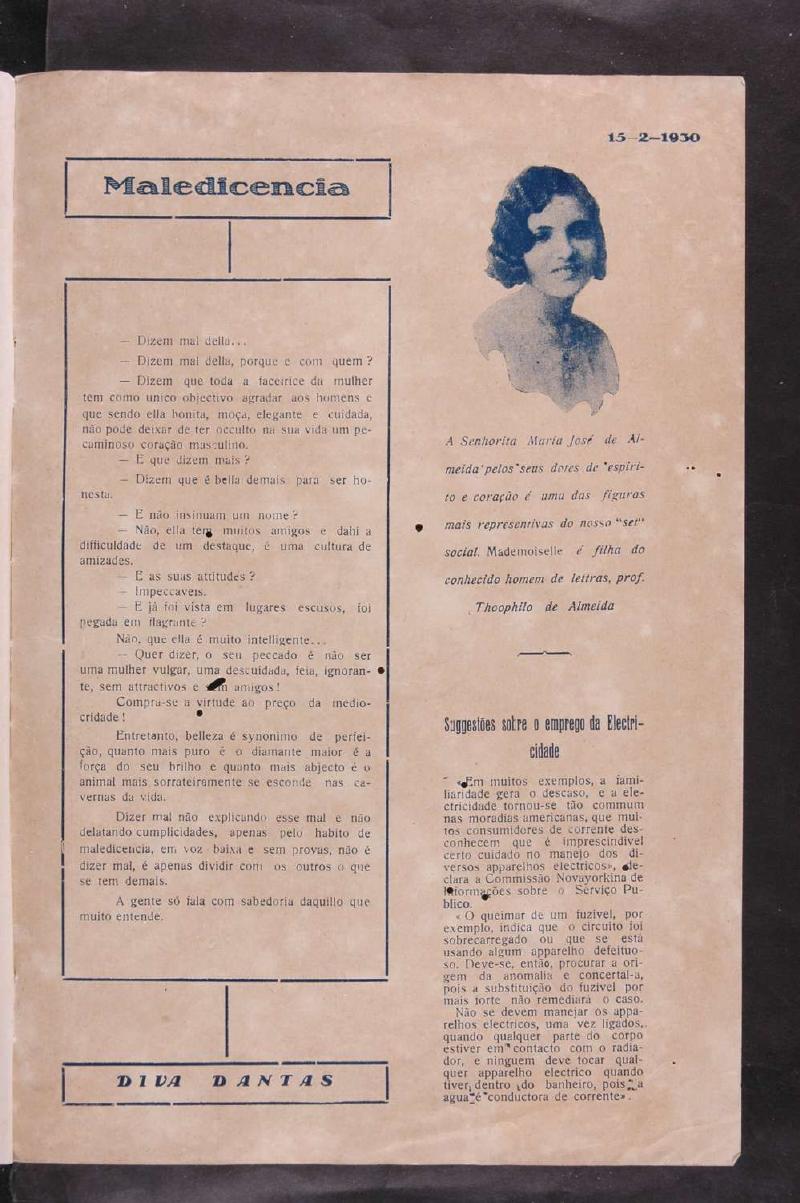 15-2-1930
Maledicencia
— Dizem mal della...
— Dizem mal della, porque e com quem ?
— Dizem que toda a faceirice da mulher
tem como unico objectivo agradar aos homens e
que sendo ella bonita, moça, elegante e cuidada,
não pode deixar de ter occulto na sua vida um pe-
caminoso coração masculino.
— E que dizem mais ?
— Dizem que é bella demais para ser ho-
nesta.
— E não insinuam um nome ?
— Não, ella tem muitos amigos e dahi a
difficuldade de um destaque, é uma cultura de
amizades.
— E as suas attitudes ?
— Impeccaveis.
— E já foi vista em lugares escusos, foi
pegada em flagrante ?
Não, que ella é muito intelligente...
— Quer dizer, o seu peccado é não ser
uma mulher vulgar, uma descuidada, feia, ignoran-
te, sem attractivos e sem amigos !
Compra-se a virtude ao preço da medio-
cridade !
Entretanto, belleza é synonimo de perfei-
ção, quanto mais puro é o diamante maior é a
força do seu brilho e quanto mais abjecto é o
animal mais sorrateiramente se esconde nas ca-
vernas da vida.
Dizer mal não explicando esse mal e não
delatando cumplicidades, apenas pelo habito de
maledicencia, em voz baixa e sem provas, não é
dizer mal, é apenas dividir com os outros o que
se tem demais.
A gente só fala com sabedoria daquillo que
muito entende.
DIVA DANTAS
A Senhorita Maria José de Al-
meida pelos seus dotes de espiri-
to e coração é uma das figuras
mais representivas do nosso "set"
social. Mademoiselle é filha do
conhecido homem de lettras, prof.
Theophilo de Almeida
Suggestões sobre o emprego da Electri-
cidade
«Em muitos exemplos, a fami-
liaridade gera o descaso, e a ele-
ctricidade tornou-se tão commum
nas moradias americanas, que mui-
tos consumidores de corrente des-
conhecem que é imprescindivel
certo cuidado no manejo dos di-
versos apparelhos electricos», de-
clara a Commissão Novayorkina de
Informações sobre o Serviço Pu-
blico.
« O queimar de um fuzivel, por
exemplo, indica que o circuito foi
sobrecarregado ou que se está
usando algum apparelho defeituo-
so. Deve-se, então, procurar a ori-
gem da anomalia e concertal-a,
pois a substituição do fuzivel por
mais forte não remediará o caso.
Não se devem manejar os appa-
relhos electricos, uma vez ligados,
quando qualquer parte do corpo
estiver em contacto com o radia-
dor, e ninguem deve tocar qual-
quer apparelho electrico quando
tiver dentro do banheiro, pois a
agua é conductora de corrente».